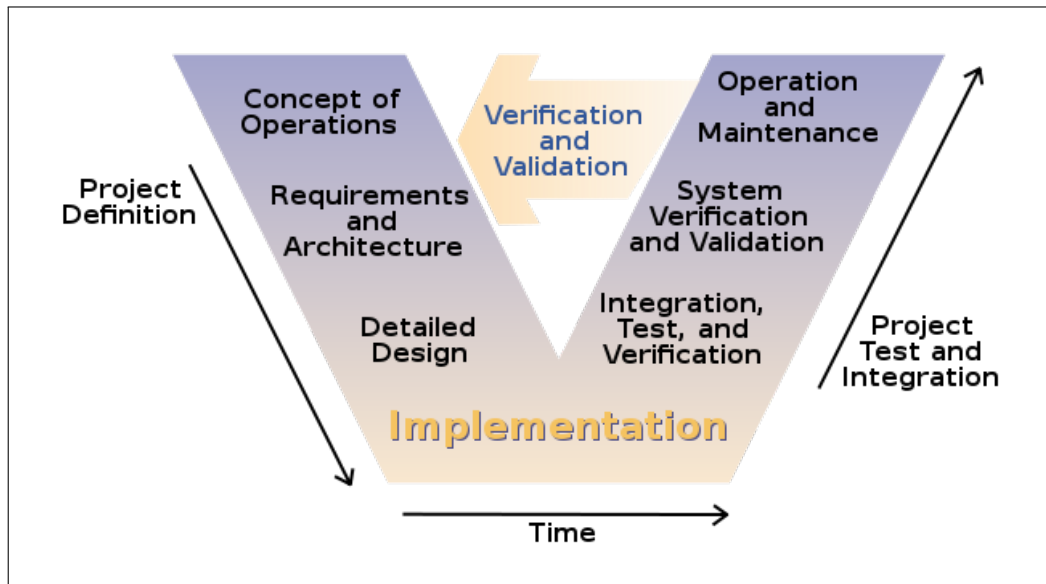 Concept of
Operations
Verification
and
Validation
Operation
and
Maintenance
Project
Definition
Requirements
and
Architecture
System
Verification
and Validation
Detailed
Design
Integration,
Test, and
Verification
Project
Test and
Integration
Implementation
Time